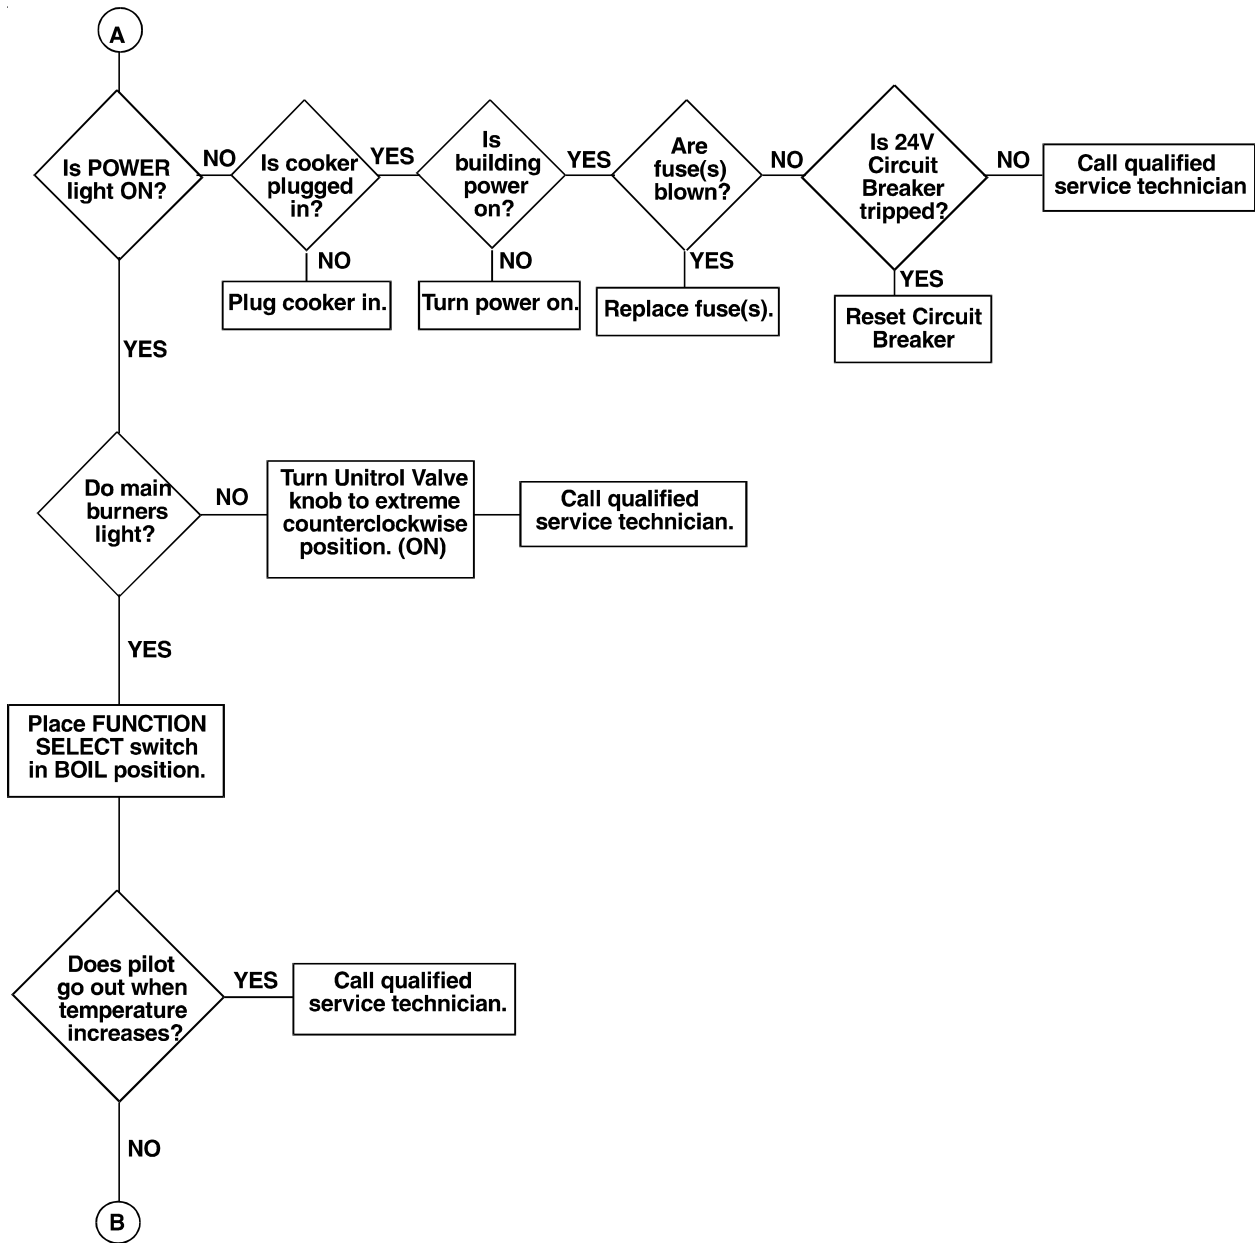 A
Is POWER
light ON?
NO
Is cooker
plugged
in?
YES
Is
building
power
on?
YES
Are
fuse(s)
blown?
NO
Is 24V
Circuit
Breaker
tripped?
NO
Call qualified
service technician
NO
Plug cooker in.
NO
Turn power on.
YES
Replace fuse(s).
YES
Reset Circuit
Breaker
YES
Do main
burners
light?
NO
Turn Unitrol Valve
knob to extreme
counterclockwise
position. (ON)
Call qualified
service technician.
YES
Place FUNCTION
SELECT switch
in BOIL position.
Does pilot
go out when
temperature
increases?
YES
Call qualified
service technician.
NO
B